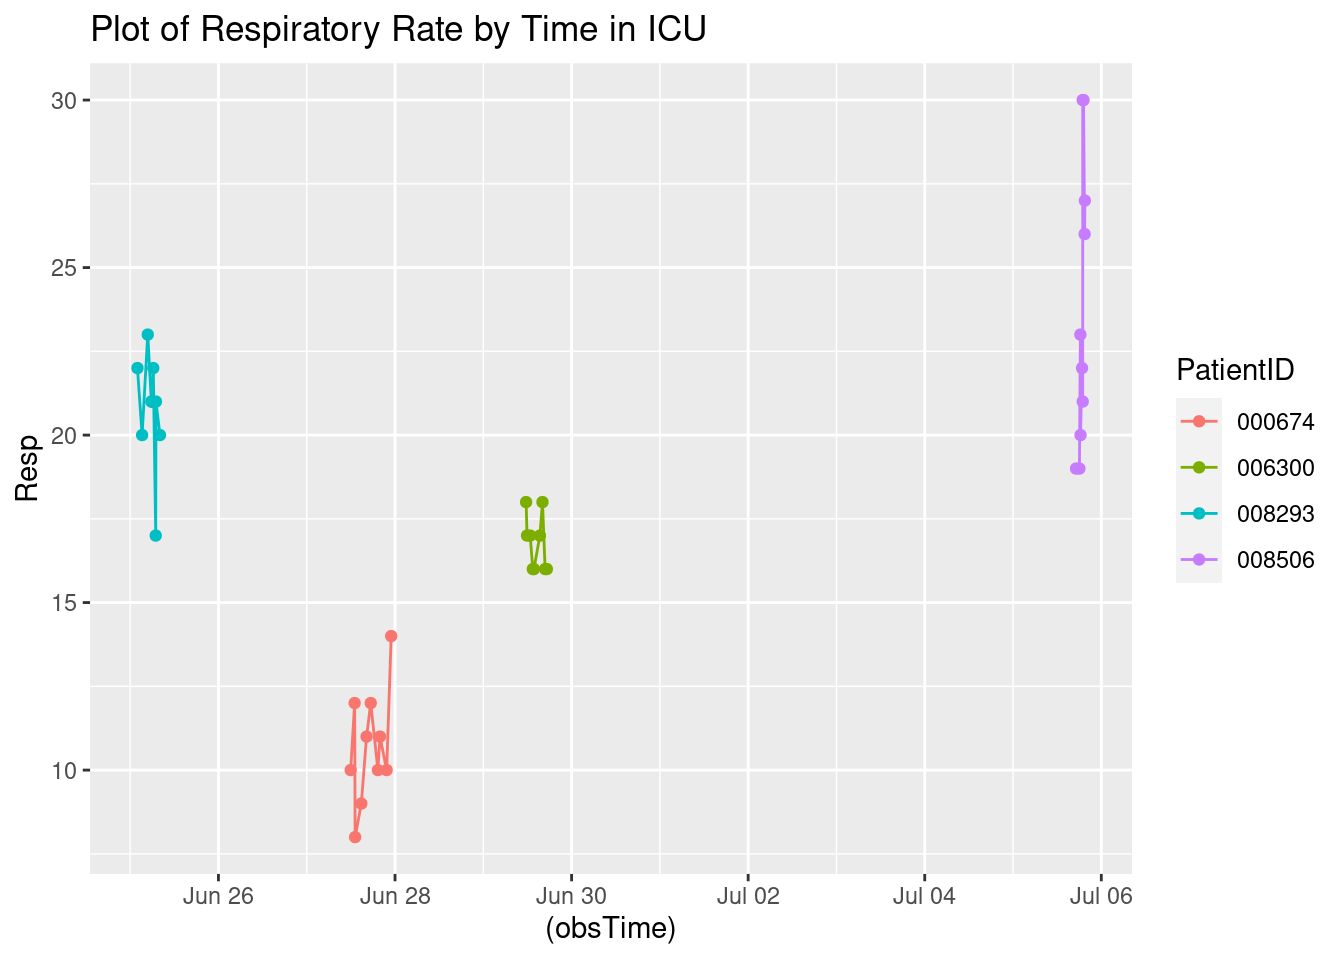 Plot of Respiratory Rate by Time in ICU
30
25
20
15
10
Resp
Jun 26
Jun 28
Jun 30
Jul 02
Jul 04
Jul 06
(obsTime)
PatientID
000674
006300
008293
008506